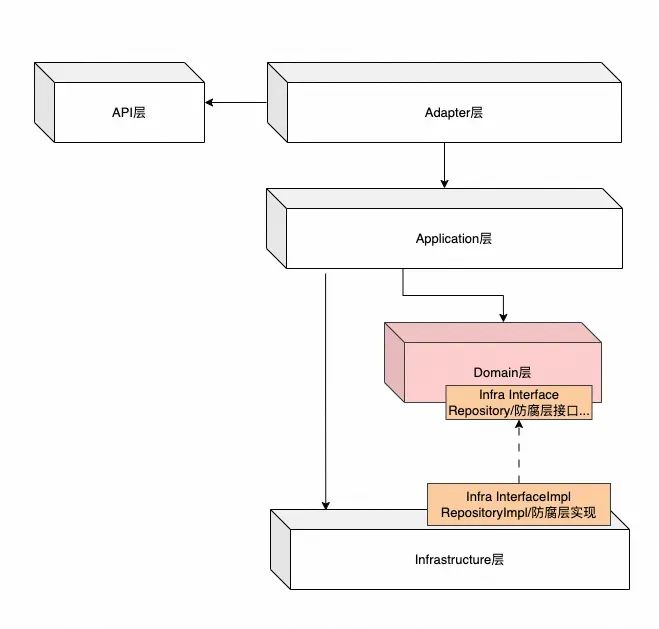 API层
Adapter层
Application层
Domain层
Infra Interface
Repository/防腐层接口...
Infra InterfaceImpl
RepositoryImpl/防腐层实现
Infrastructure层